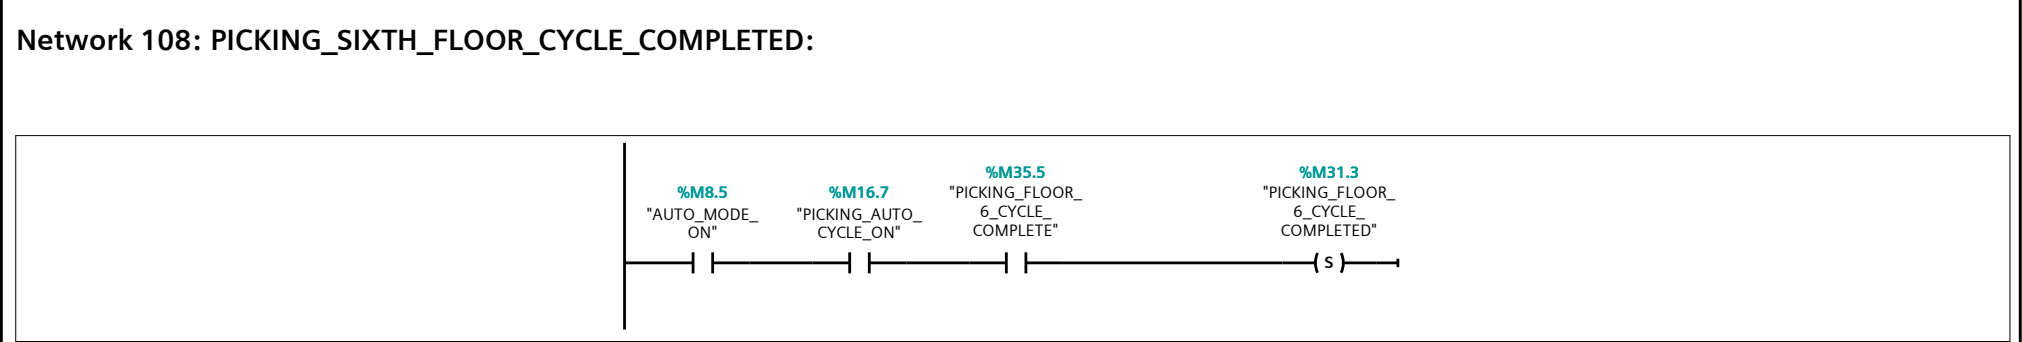 Network 108: PICKING_SIXTH_FLOOR_CYCLE_COMPLETED:
%M8.5
"AUTO_MODE_
ON"
%M16.7
"PICKING_AUTO_
CYCLE_ON"
%M35.5
"PICKING_FLOOR_
6_CYCLE_
COMPLETE"
%M31.3
"PICKING_FLOOR_
6_CYCLE_
COMPLETED"
S